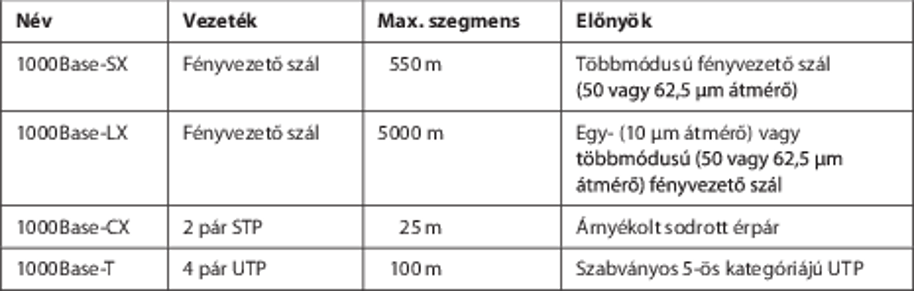 Név Vezeték Max. szegmens Előnyök
1000Base-SX Fényvezető szál 550 m Többmódusú fényvezető szál
(50 vagy 62,5 μm átmérő)
1000Base-LX Fényvezető szál 5000 m Egy- (10 μm átmérő) vagy
többmódusú (50 vagy 62,5 μm
átmérő) fényvezető szál
1000Base-CX 2 pár STP 25 m Árnyékolt sodrott érpár
1000Base-T 4 pár UTP 100 m Szabványos 5-ös kategóriájú UTP